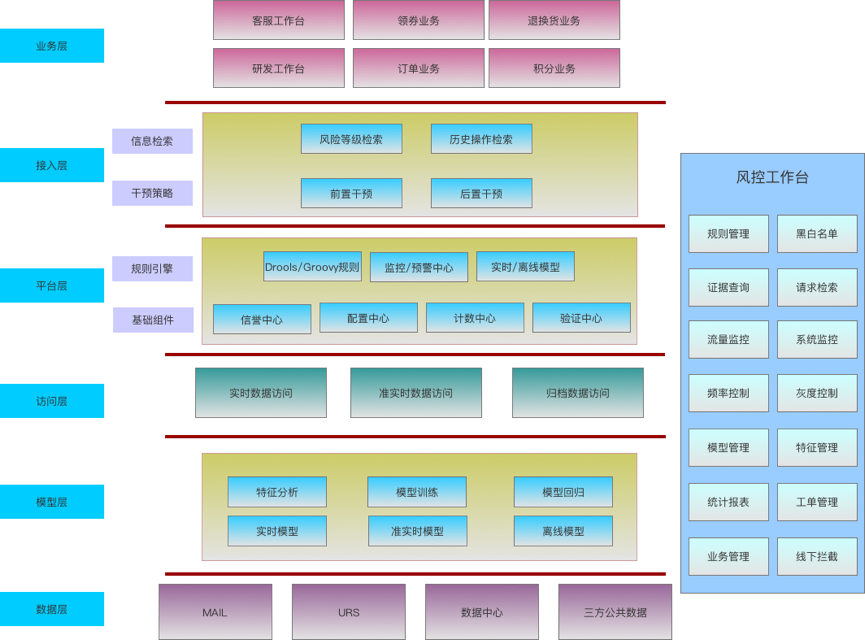 业务层
客服工作台
领券业务
退换货业务
研发工作台
订单业务
积分业务
接入层
信息检索
风险等级检索
历史操作检索
干预策略
前置干预
后置干预
平台层
规则引擎
Drools/Groovy规则
监控/预警中心
实时/离线模型
基础组件
信誉中心
配置中心
计数中心
验证中心
访问层
实时数据访问
准实时数据访问
归档数据访问
模型层
特征分析
模型训练
模型回归
实时模型
准实时模型
离线模型
数据层
MAIL
URS
数据中心
三方公共数据
风控工作台
规则管理
黑白名单
证据查询
请求检索
流量监控
系统监控
频率控制
灰度控制
模型管理
特征管理
统计报表
工单管理
业务管理
线下拦截